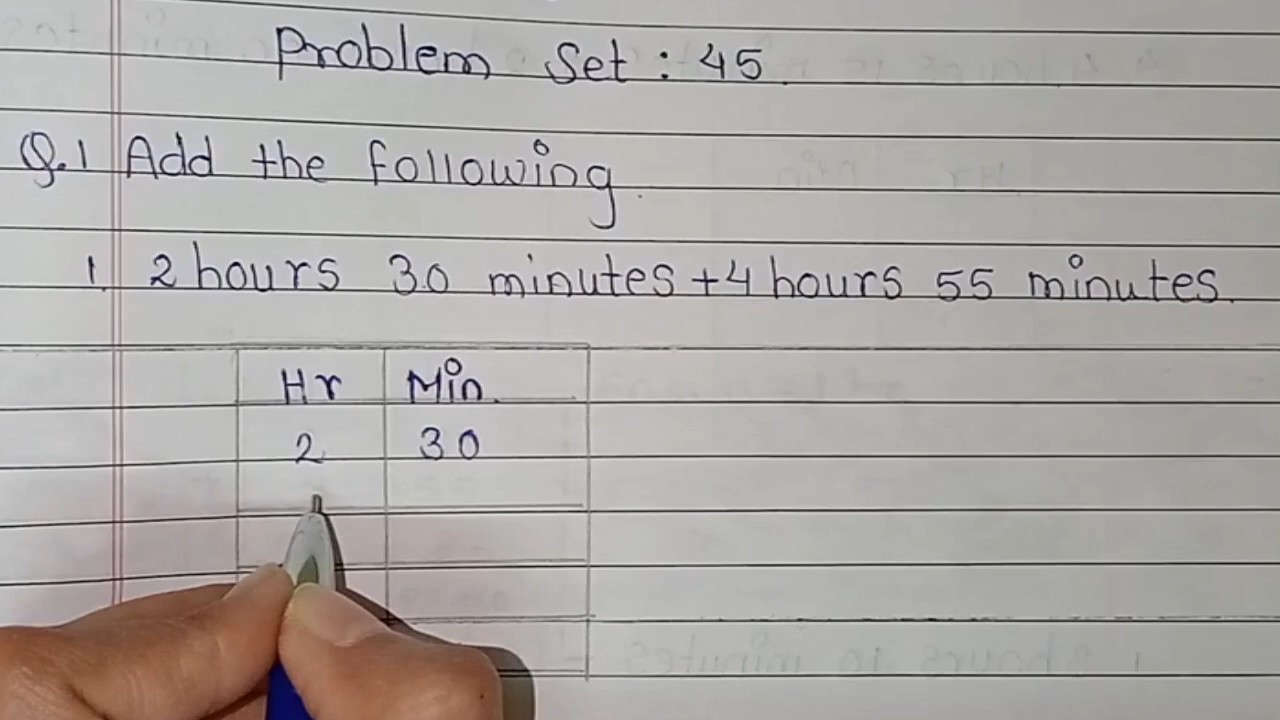 Problem Set : 45
Q.1 Add the following.
1. 2 hours 30 minutes + 4 hours 55 minutes.
Hr Min.
2 30